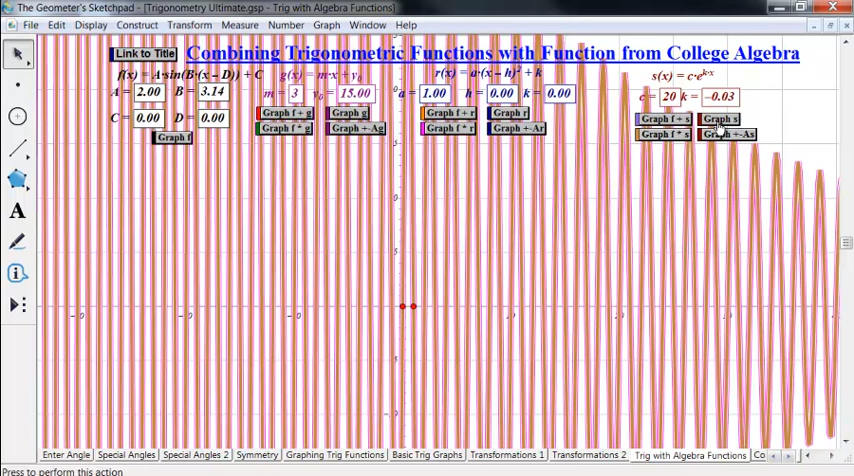 The Geometer's Sketchpad - [Trigonometry Ultimate.gsp - Trig with Algebra Functions]
File Edit Display Construct Transform Measure Number Graph Window Help
Link to Title Combining Trigonometric Functions with Function from College Algebra
f(x) = A·sin(B·(x – D)) + C g(x) = m·x + y₀ r(x) = a·(x – h)² + k s(x) = c·e^k·x
A = 2.00 B = 3.14 m = 3 y₀ = 15.00 a = 1.00 h = 0.00 k = 0.00 c = 20 k = –0.03
C = 0.00 D = 0.00 Graph f + g Graph g Graph f + r Graph r Graph f + s Graph s
Graph f Graph f * g Graph +-Ag Graph f * r Graph +-Ar Graph f * s Graph +-As
Enter Angle Special Angles Special Angles 2 Symmetry Graphing Trig Functions Basic Trig Graphs Transformations 1 Transformations 2 Trig with Algebra Functions Co
Press to perform this action